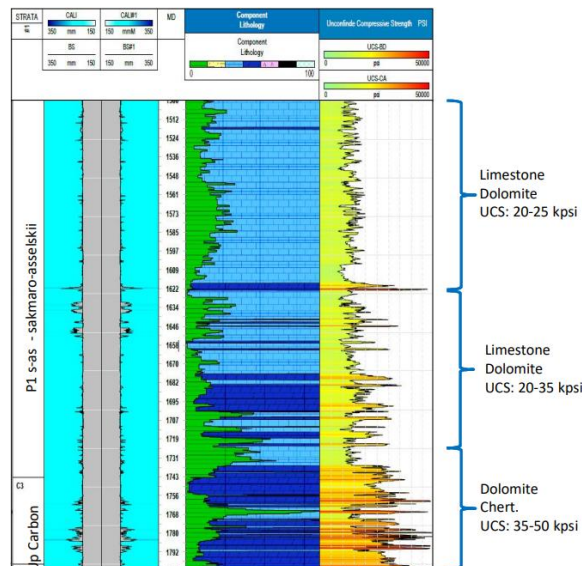 STRATA
CALI
CALI#1
MD
Component
Lithology
Unconfinde Compressive Strength PSI
350 mm 150
150 mmM 350
BS
BS#1
350 mm 150
150 mm 350
Component
Lithology
0 100
UCS-BD
0 psi 50000
UCS-CA
0 psi 50000
1512
1524
1536
1548
1561
1573
1585
1597
1609
1622
1634
1646
1658
1670
1682
1695
1707
1719
1731
1743
1756
1768
1780
1792
P1 s-as - sakmaro-asselskii
C3
up Carbon
Limestone
Dolomite
UCS: 20-25 kpsi
Limestone
Dolomite
UCS: 20-35 kpsi
Dolomite
Chert.
UCS: 35-50 kpsi